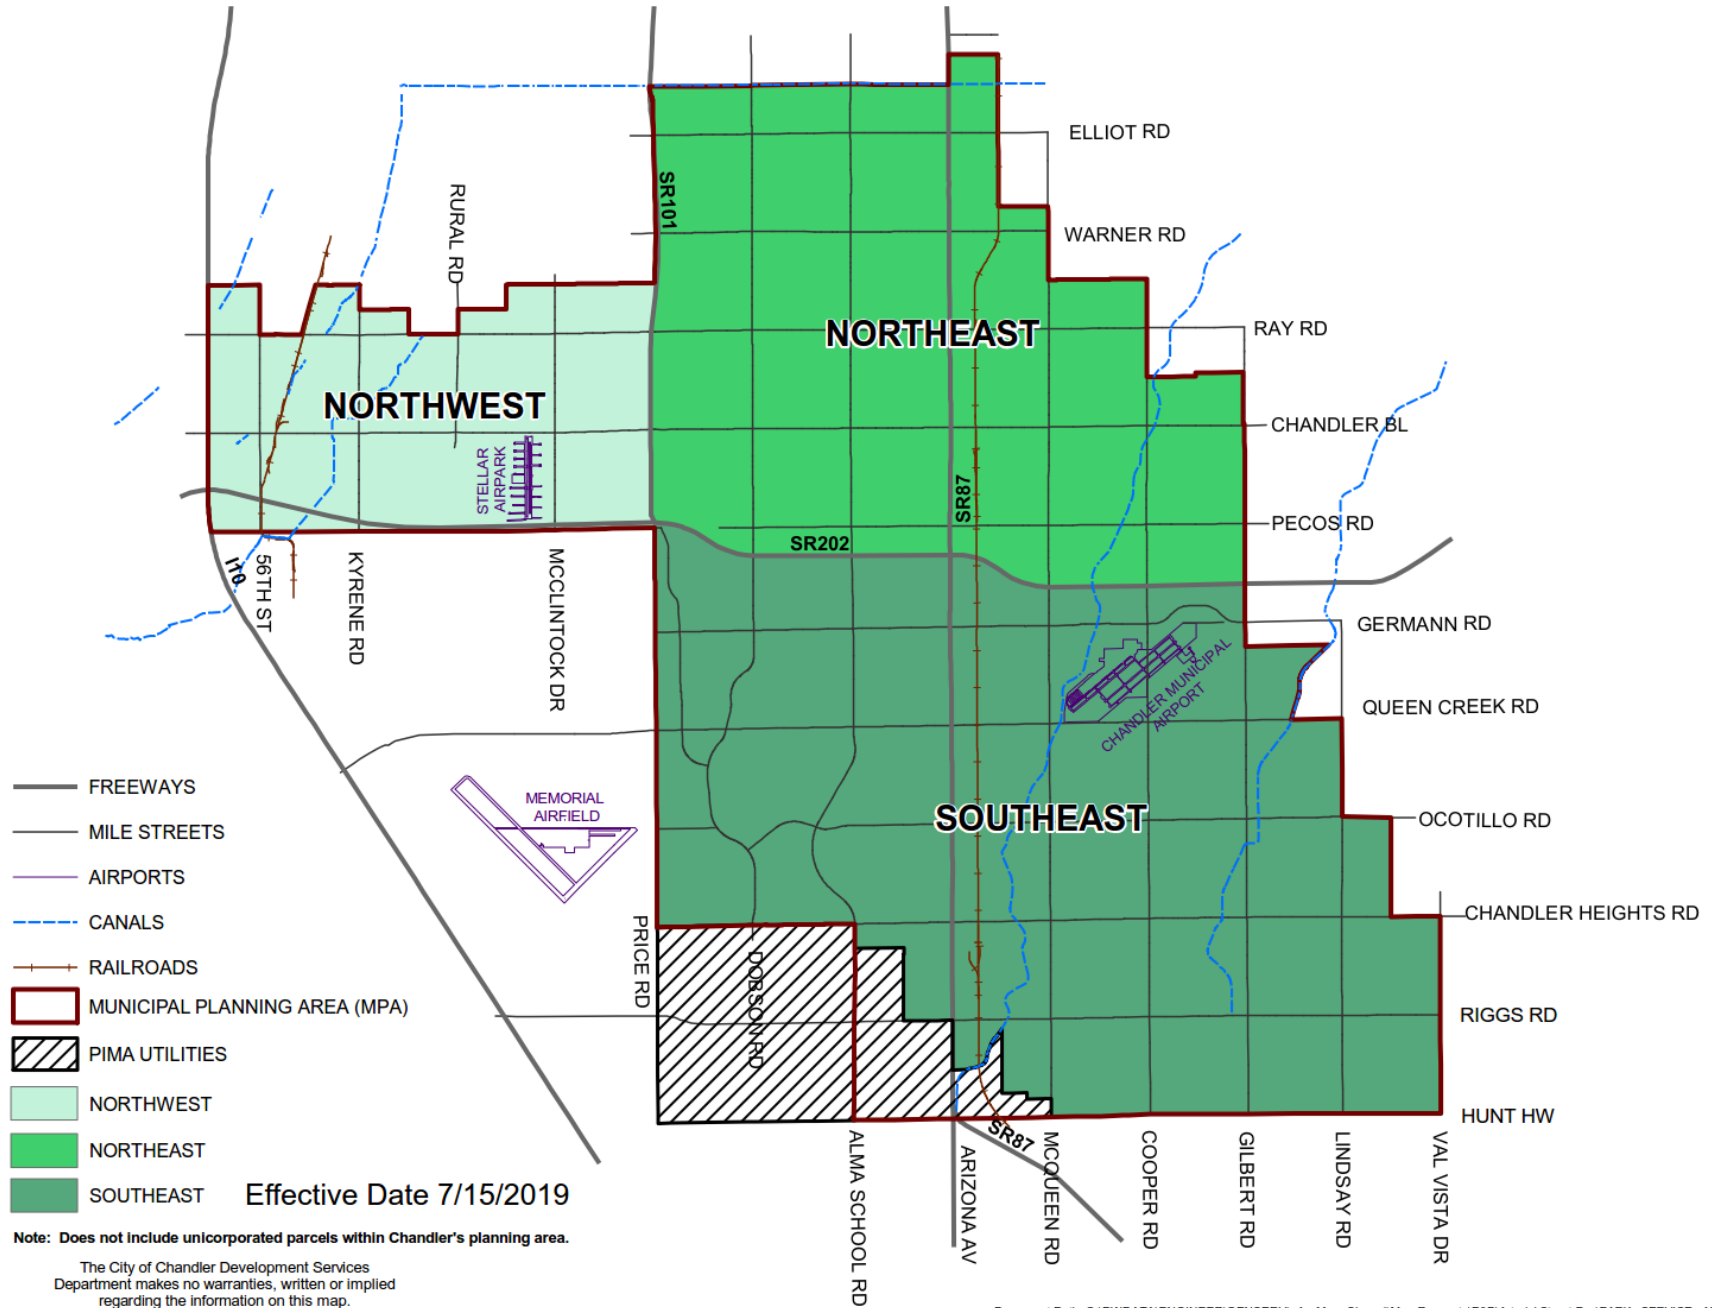 ELLIOT RD
SR101
RURAL RD
WARNER RD
NORTHEAST
RAY RD
NORTHWEST
CHANDLER BL
STELLAR
AIRPARK
SR87
PECOS RD
SR202
I10
56TH ST
KYRENE RD
MCCLINTOCK DR
GERMANN RD
CHANDLER MUNICIPAL
AIRPORT
QUEEN CREEK RD
MEMORIAL
AIRFIELD
SOUTHEAST
OCOTILLO RD
CHANDLER HEIGHTS RD
PRICE RD
DOBSON RD
RIGGS RD
HUNT HW
SR87
ALMA SCHOOL RD
ARIZONA AV
MCQUEEN RD
COOPER RD
GILBERT RD
LINDSAY RD
VAL VISTA DR
FREEWAYS
MILE STREETS
AIRPORTS
CANALS
RAILROADS
MUNICIPAL PLANNING AREA (MPA)
PIMA UTILITIES
NORTHWEST
NORTHEAST
SOUTHEAST
Effective Date 7/15/2019
Note: Does not include unicorporated parcels within Chandler's planning area.
The City of Chandler Development Services
Department makes no warranties, written or implied
regarding the information on this map.